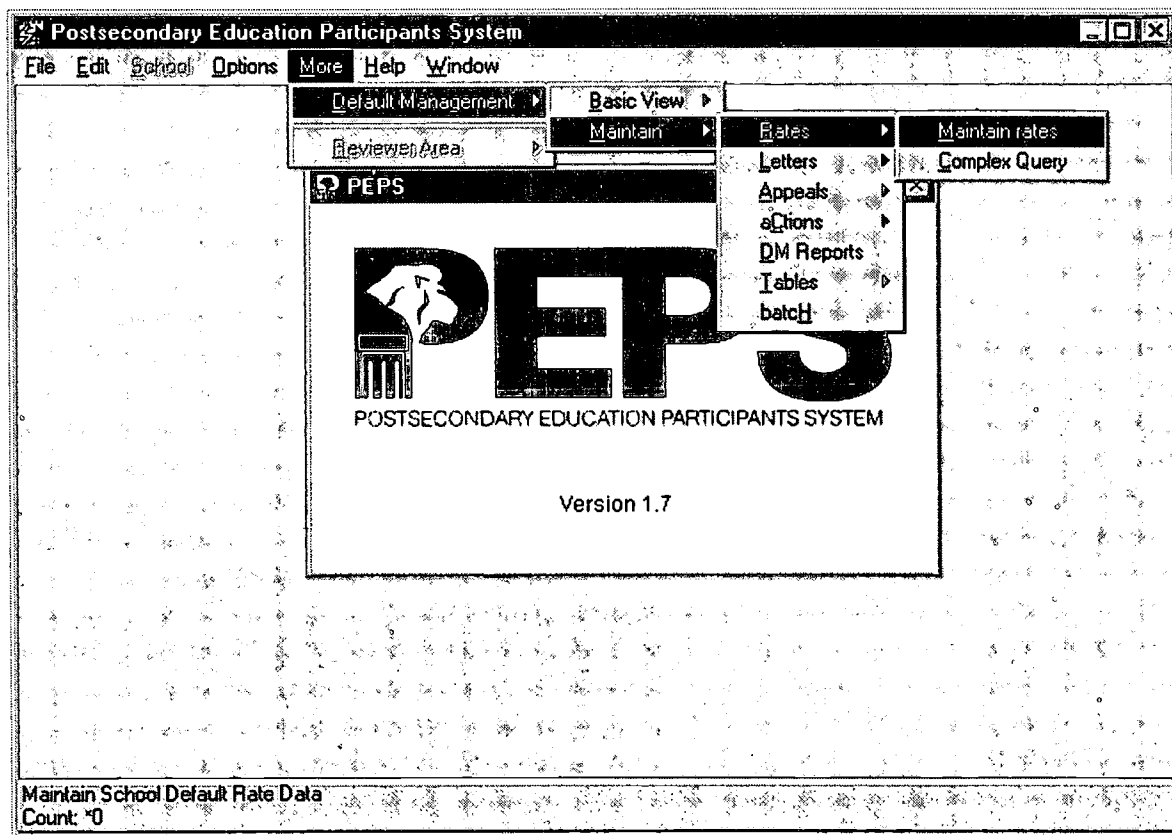 Postsecondary Education Participants System
File Edit School Options More Help Window
Default Management
Reviewer Area
Basic View
Maintain
Rates
Letters
Appeals
aCtions
DM Reports
Tables
batcH
Maintain rates
Complex Query
PEPS
PEPS
POSTSECONDARY EDUCATION PARTICIPANTS SYSTEM
Version 1.7
Maintain School Default Rate Data
Count: *0